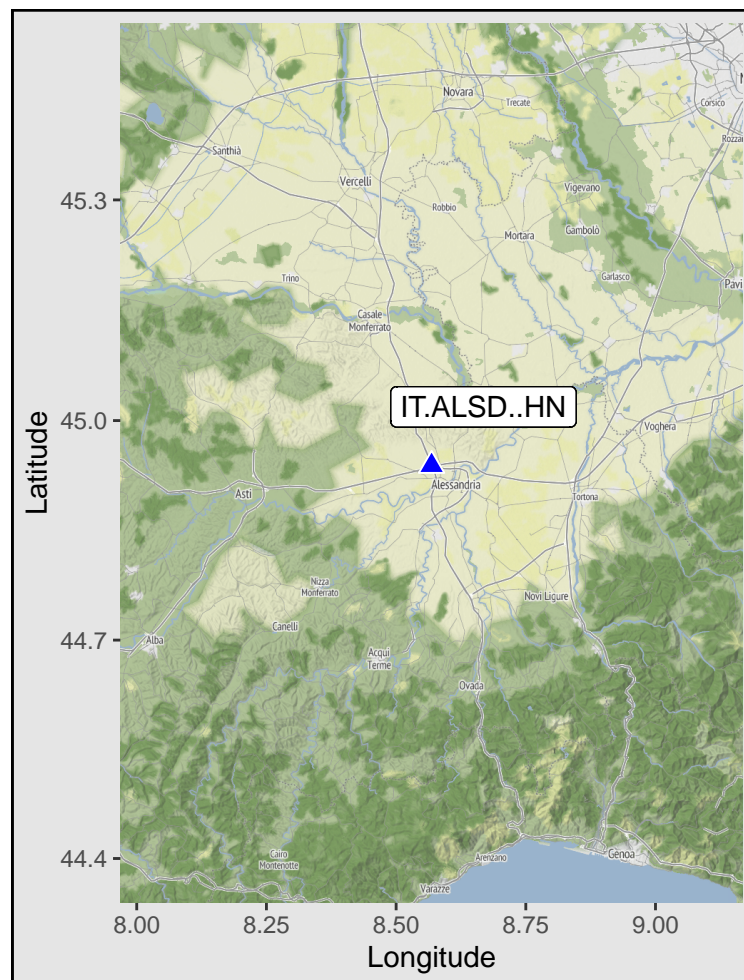 Novara
Trecate
Corsico
Rozza
Santhià
Vercelli
Vigevano
45.3
Robbio
Mortara
Gambolò
Trino
Garlasco
Pavi
Casale
Monferrato
IT.ALSD..HN
45.0
Voghera
Latitude
Alessandria
Asti
Tortona
Nizza
Monferrato
Novi Ligure
Canelli
44.7
Alba
Acqui
Terme
Ovada
44.4
Cairo
Montenotte
Arenzano
Genoa
Varazze
8.00
8.25
8.50
8.75
9.00
Longitude